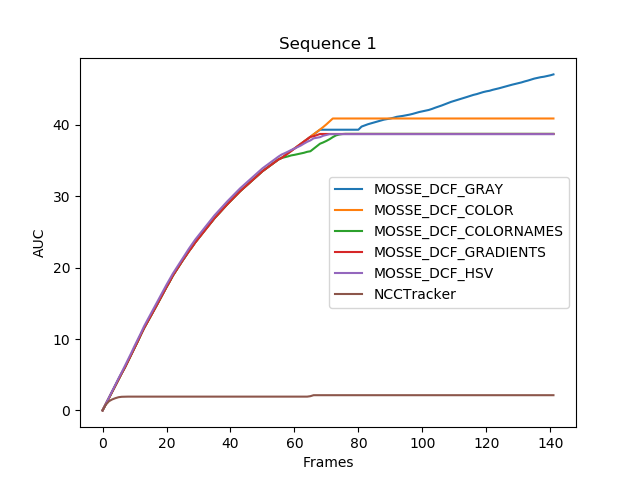 Sequence 1
AUC
40
30
20
10
0
MOSSE_DCF_GRAY
MOSSE_DCF_COLOR
MOSSE_DCF_COLORNAMES
MOSSE_DCF_GRADIENTS
MOSSE_DCF_HSV
NCCTracker
0 20 40 60 80 100 120 140
Frames